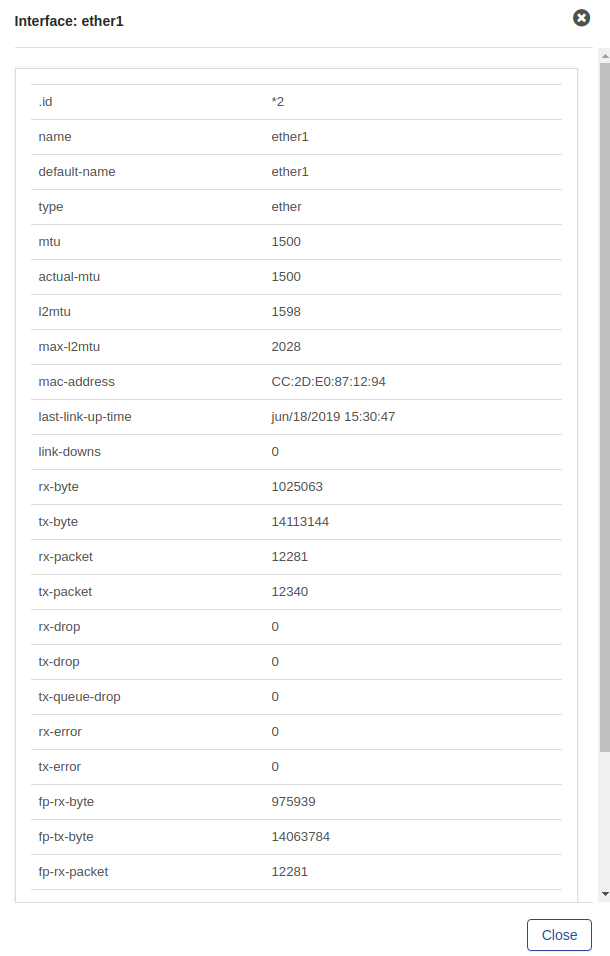 Interface: ether1
.id *2
name ether1
default-name ether1
type ether
mtu 1500
actual-mtu 1500
l2mtu 1598
max-l2mtu 2028
mac-address CC:2D:E0:87:12:94
last-link-up-time jun/18/2019 15:30:47
link-downs 0
rx-byte 1025063
tx-byte 14113144
rx-packet 12281
tx-packet 12340
rx-drop 0
tx-drop 0
tx-queue-drop 0
rx-error 0
tx-error 0
fp-rx-byte 975939
fp-tx-byte 14063784
fp-rx-packet 12281
Close